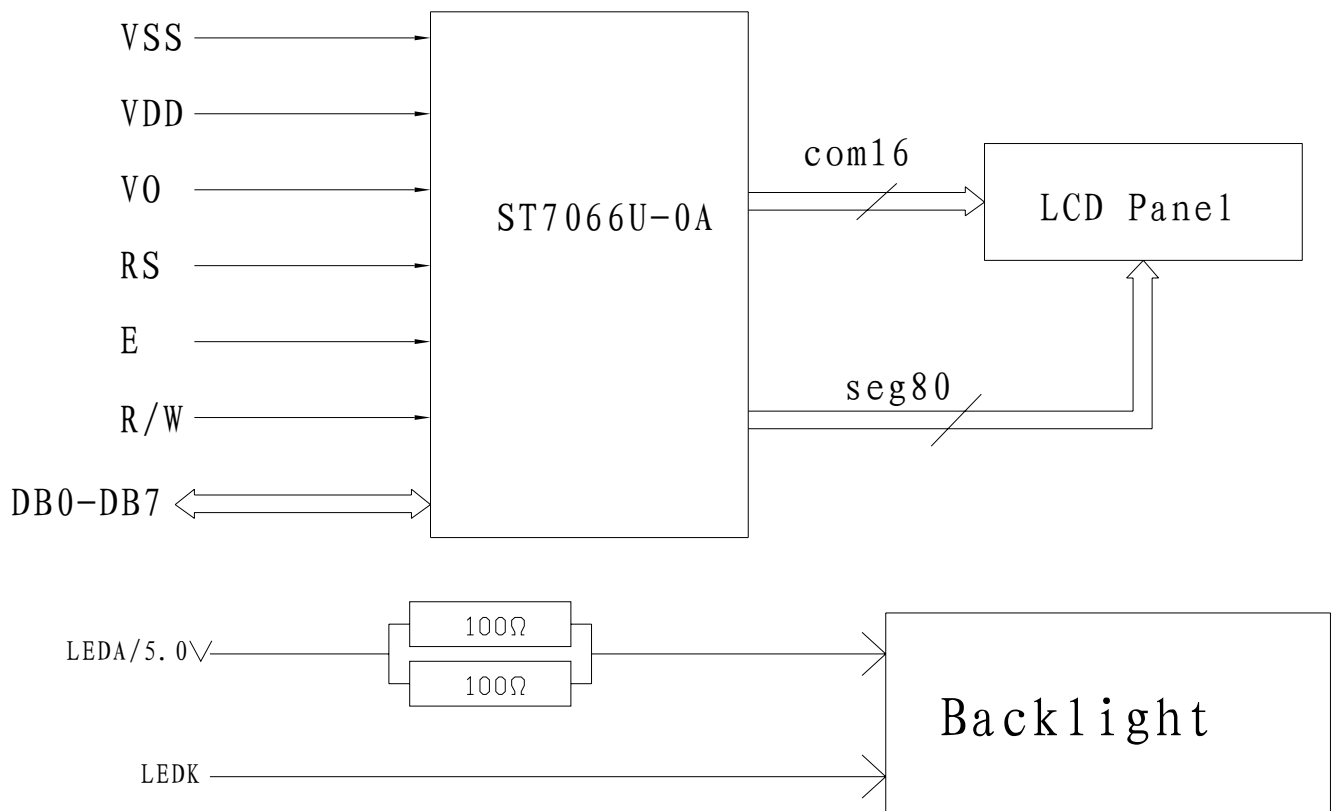 VSS
VDD
VO
RS
E
R/W
DB0-DB7
ST7066U-0A
com16
LCD Panel
seg80
LEDA/5.0V
100Ω
100Ω
LEDK
Backlight